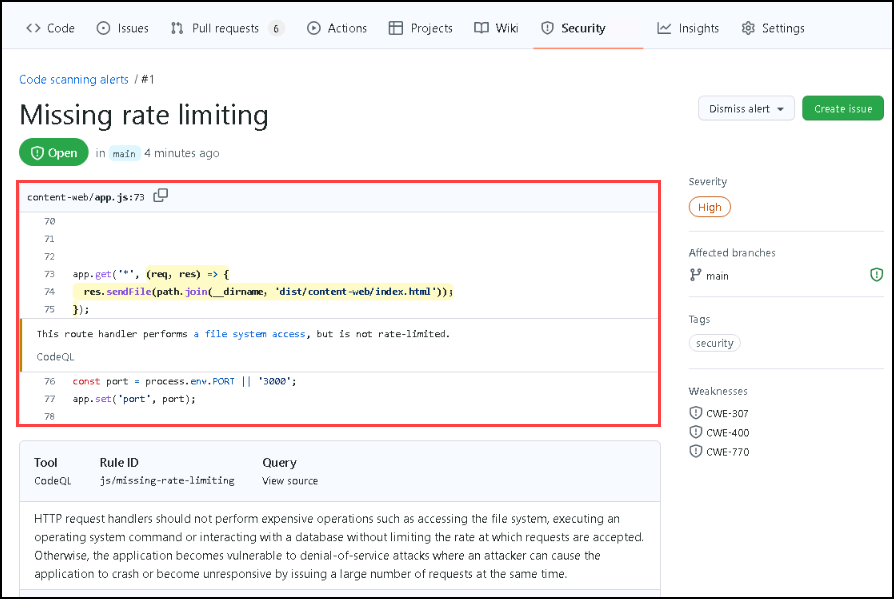 Code Issues Pull requests 6 Actions Projects Wiki Security Insights Settings
Code scanning alerts / #1
Missing rate limiting
Dismiss alert Create issue
Open in main 4 minutes ago
content-web/app.js:73
70
71
72
73 app.get('*', (req, res) => {
74 res.sendFile(path.join(__dirname, 'dist/content-web/index.html'));
75 });
This route handler performs a file system access, but is not rate-limited.
CodeQL
76 const port = process.env.PORT || '3000';
77 app.set('port', port);
78
Severity
High
Affected branches
main
Tags
security
Weaknesses
CWE-307
CWE-400
CWE-770
Tool Rule ID Query
CodeQL js/missing-rate-limiting View source
HTTP request handlers should not perform expensive operations such as accessing the file system, executing an
operating system command or interacting with a database without limiting the rate at which requests are accepted.
Otherwise, the application becomes vulnerable to denial-of-service attacks where an attacker can cause the
application to crash or become unresponsive by issuing a large number of requests at the same time.